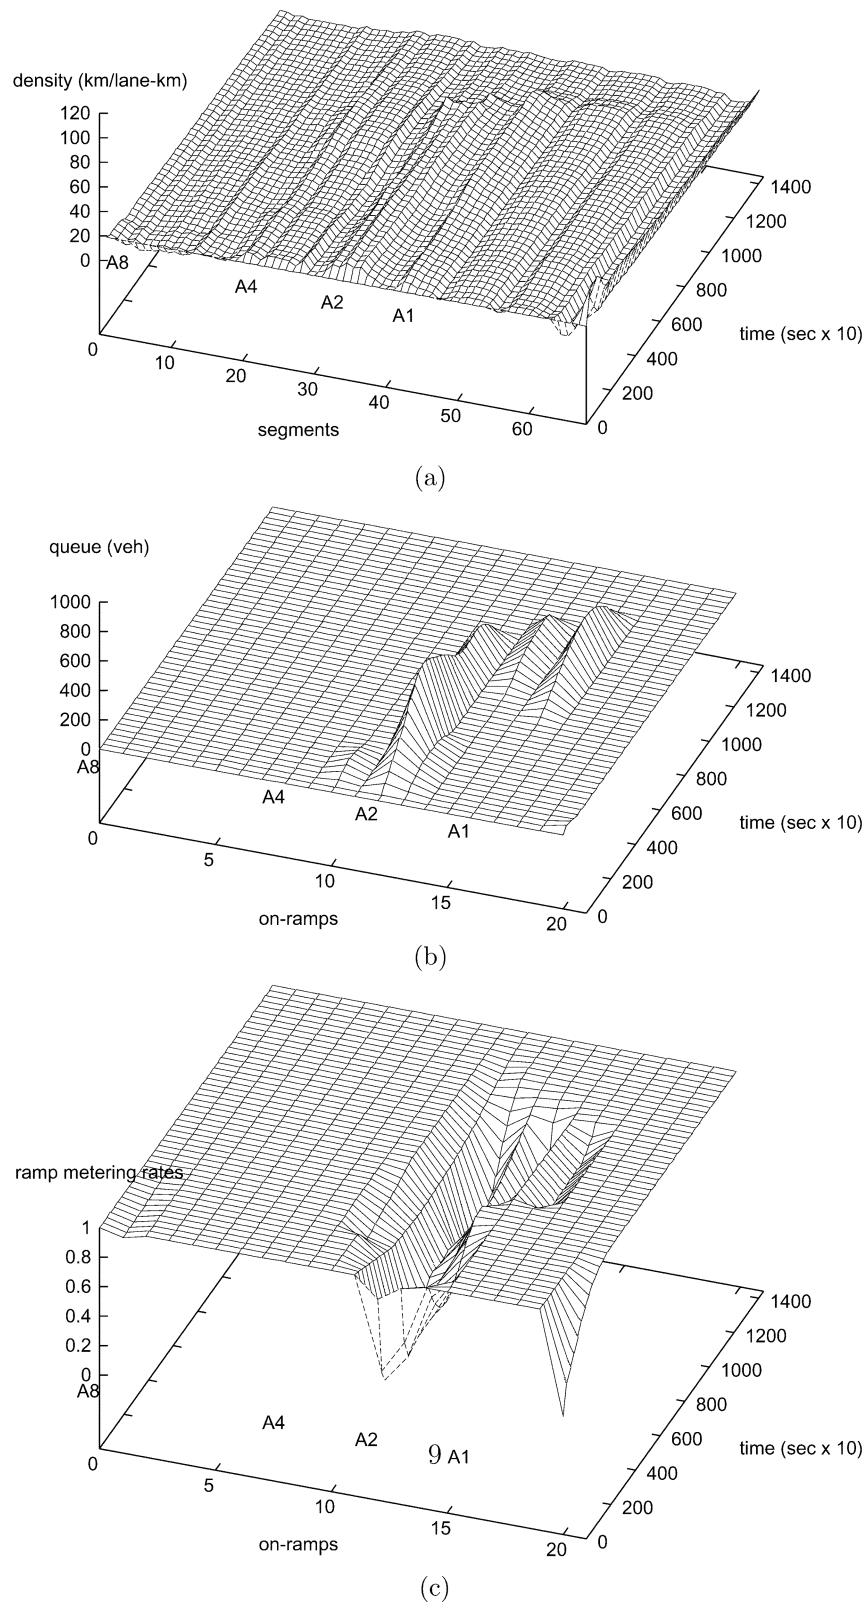 density (km/lane-km)
120
100
80
60
40
20
0
A8
A4
A2
A1
0
10
20
30
40
50
60
segments
0
200
400
600
800
1000
1200
1400
time (sec x 10)
(a)
queue (veh)
1000
800
600
400
200
0
A8
A4
A2
A1
0
5
10
15
20
on-ramps
0
200
400
600
800
1000
1200
1400
time (sec x 10)
(b)
ramp metering rates
1
0.8
0.6
0.4
0.2
0
A8
A4
A2
9 A1
0
5
10
15
20
on-ramps
0
200
400
600
800
1000
1200
1400
time (sec x 10)
(c)